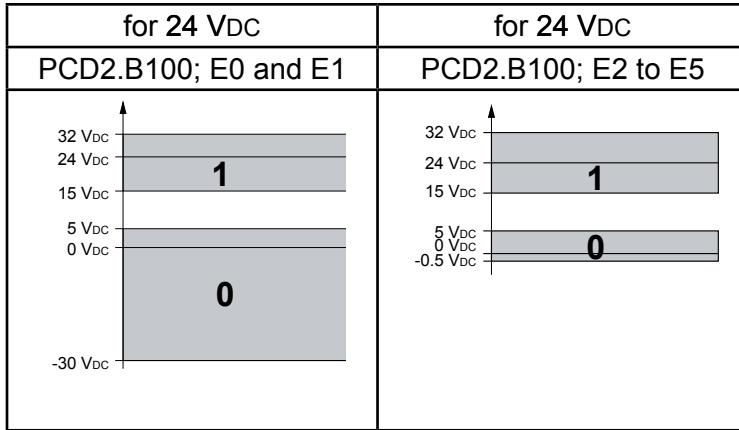 for 24 VDC
for 24 VDC
PCD2.B100; E0 and E1
PCD2.B100; E2 to E5
32 VDC
24 VDC
1
15 VDC
5 VDC
0 VDC
0
-30 VDC
32 VDC
24 VDC
1
15 VDC
5 VDC
0 VDC
0
-0.5 VDC